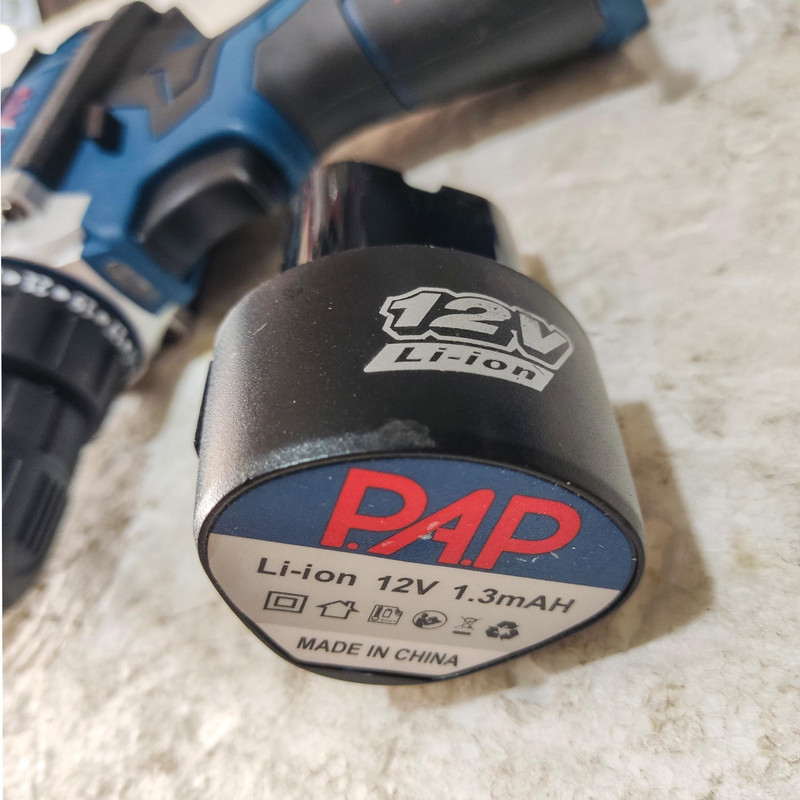 12V
Li-ion
P.A.P
Li-ion 12V 1.3mAH
MADE IN CHINA